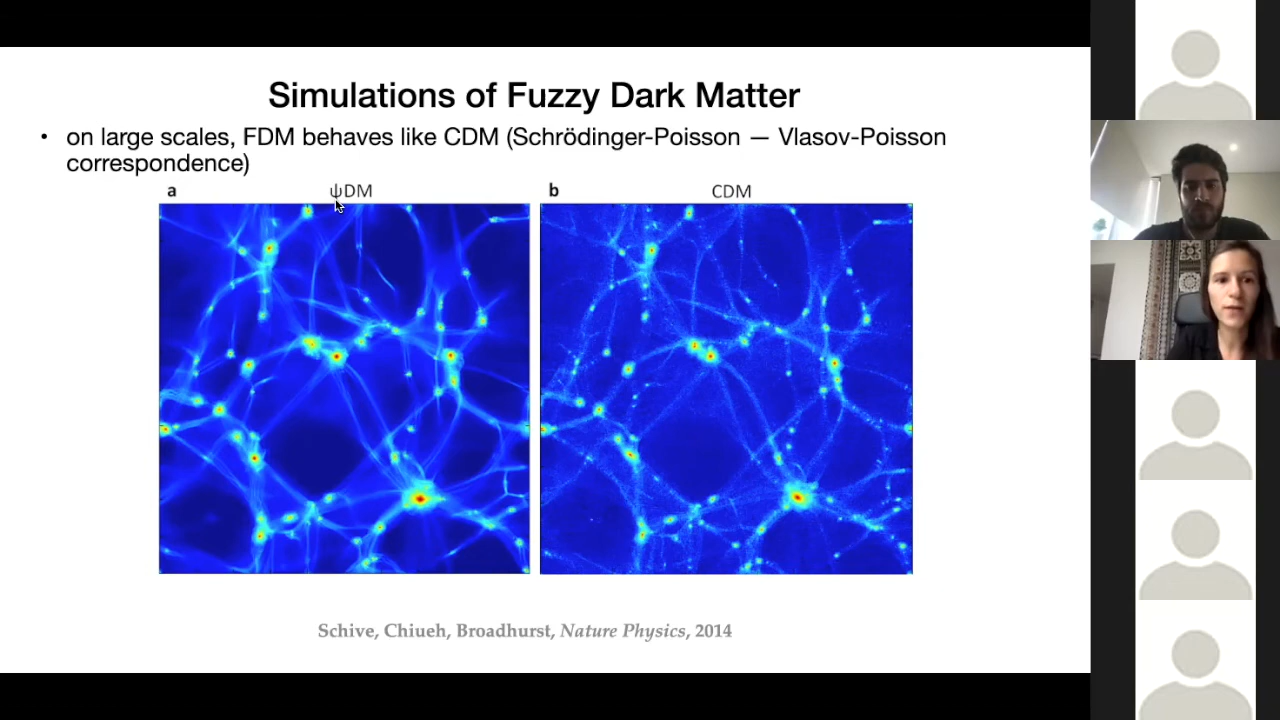 Simulations of Fuzzy Dark Matter
• on large scales, FDM behaves like CDM (Schrödinger-Poisson — Vlasov-Poisson
correspondence)
a ψDM b CDM
Schive, Chiueh, Broadhurst, Nature Physics, 2014